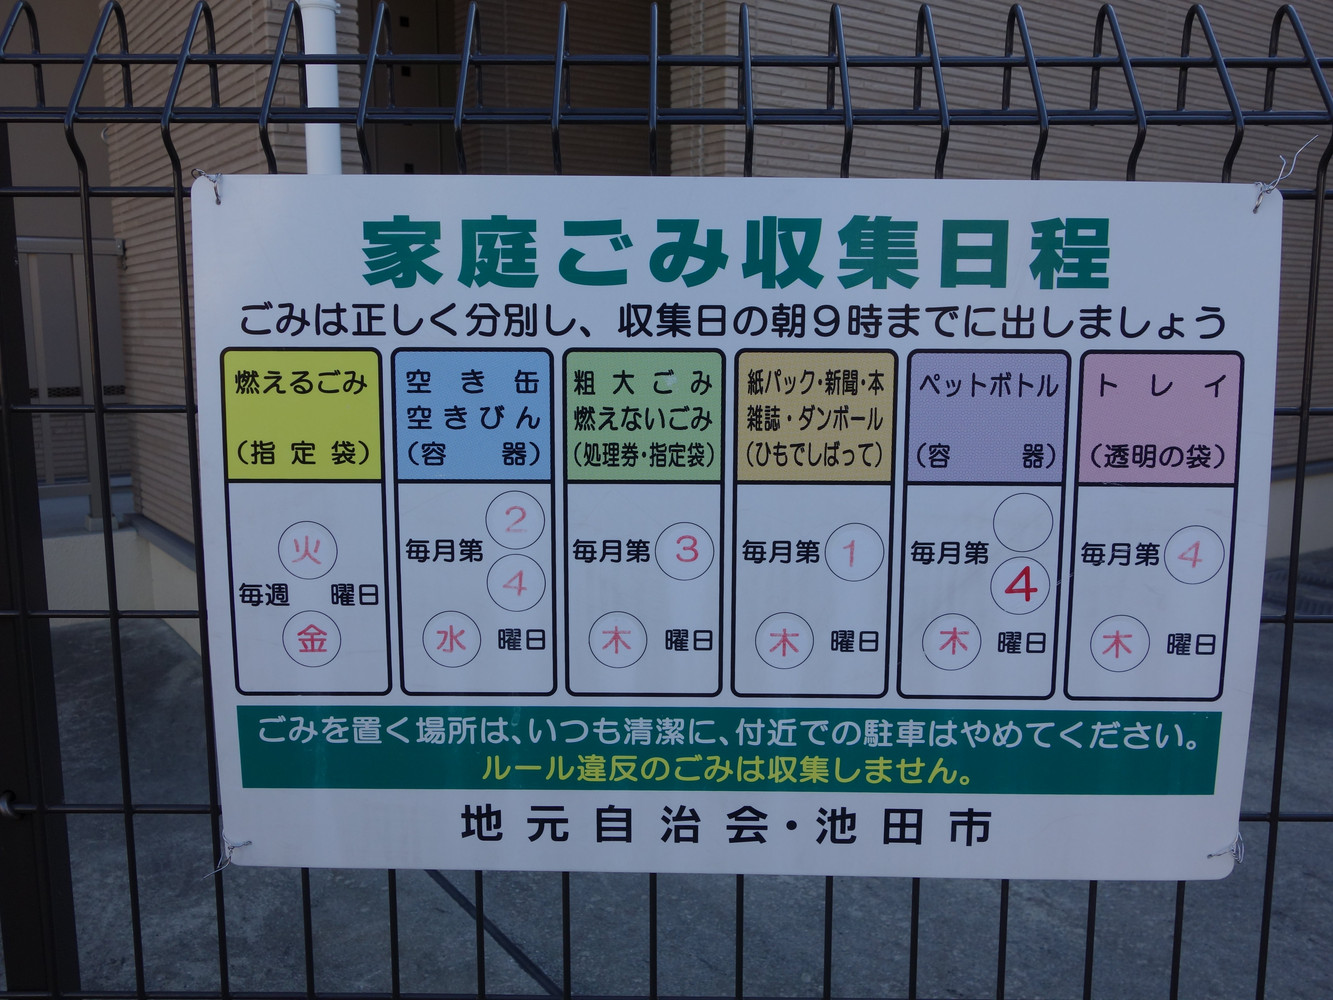 家庭ごみ収集日程
ごみは正しく分別し、収集日の朝9時までに出しましょう
燃えるごみ
(指定袋)
火
毎週 曜日
金
空き缶
空きびん
(容器)
2
毎月第
4
水 曜日
粗大ごみ
燃えないごみ
(処理券・指定袋)
毎月第 3
木 曜日
紙パック・新聞・本
雑誌・ダンボール
(ひもでしばって)
毎月第 1
木 曜日
ペットボトル
(容器)
毎月第
4
木 曜日
トレイ
(透明の袋)
毎月第 4
木 曜日
ごみを置く場所は、いつも清潔に、付近での駐車はやめてください。
ルール違反のごみは収集しません。
地元自治会・池田市